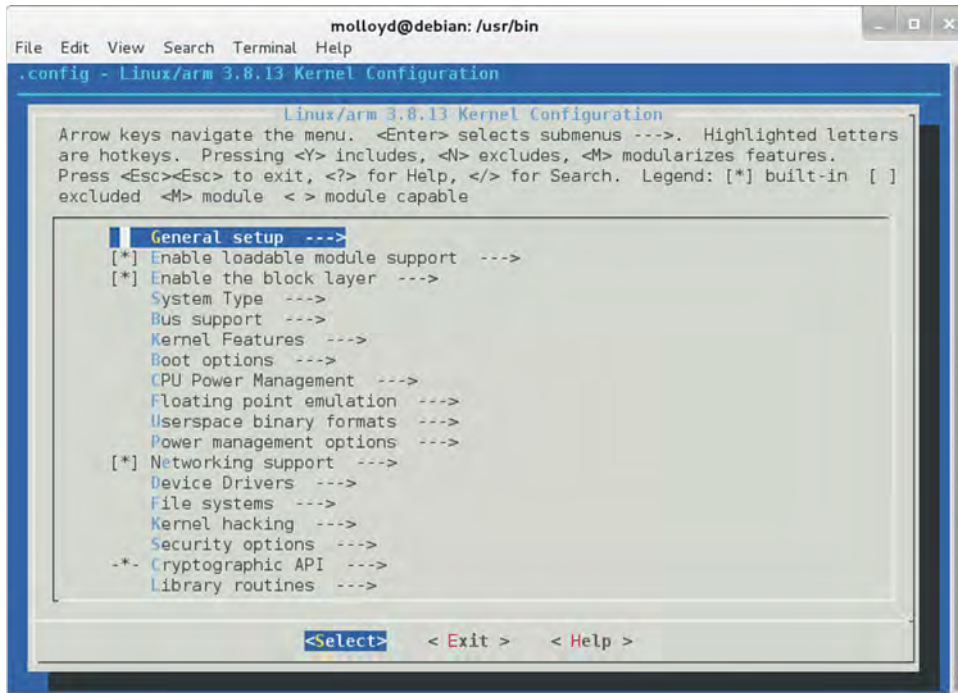 molloyd@debian: /usr/bin
File Edit View Search Terminal Help
.config - Linux/arm 3.8.13 Kernel Configuration
Linux/arm 3.8.13 Kernel Configuration
Arrow keys navigate the menu. <Enter> selects submenus --->. Highlighted letters
are hotkeys. Pressing <Y> includes, <N> excludes, <M> modularizes features.
Press <Esc><Esc> to exit, <?> for Help, </> for Search. Legend: [*] built-in [ ]
excluded <M> module < > module capable
General setup --->
[*] Enable loadable module support --->
[*] Enable the block layer --->
System Type --->
Bus support --->
Kernel Features --->
Boot options --->
CPU Power Management --->
Floating point emulation --->
Userspace binary formats --->
Power management options --->
[*] Networking support --->
Device Drivers --->
File systems --->
Kernel hacking --->
Security options --->
-*- Cryptographic API --->
Library routines --->
<Select> < Exit > < Help >